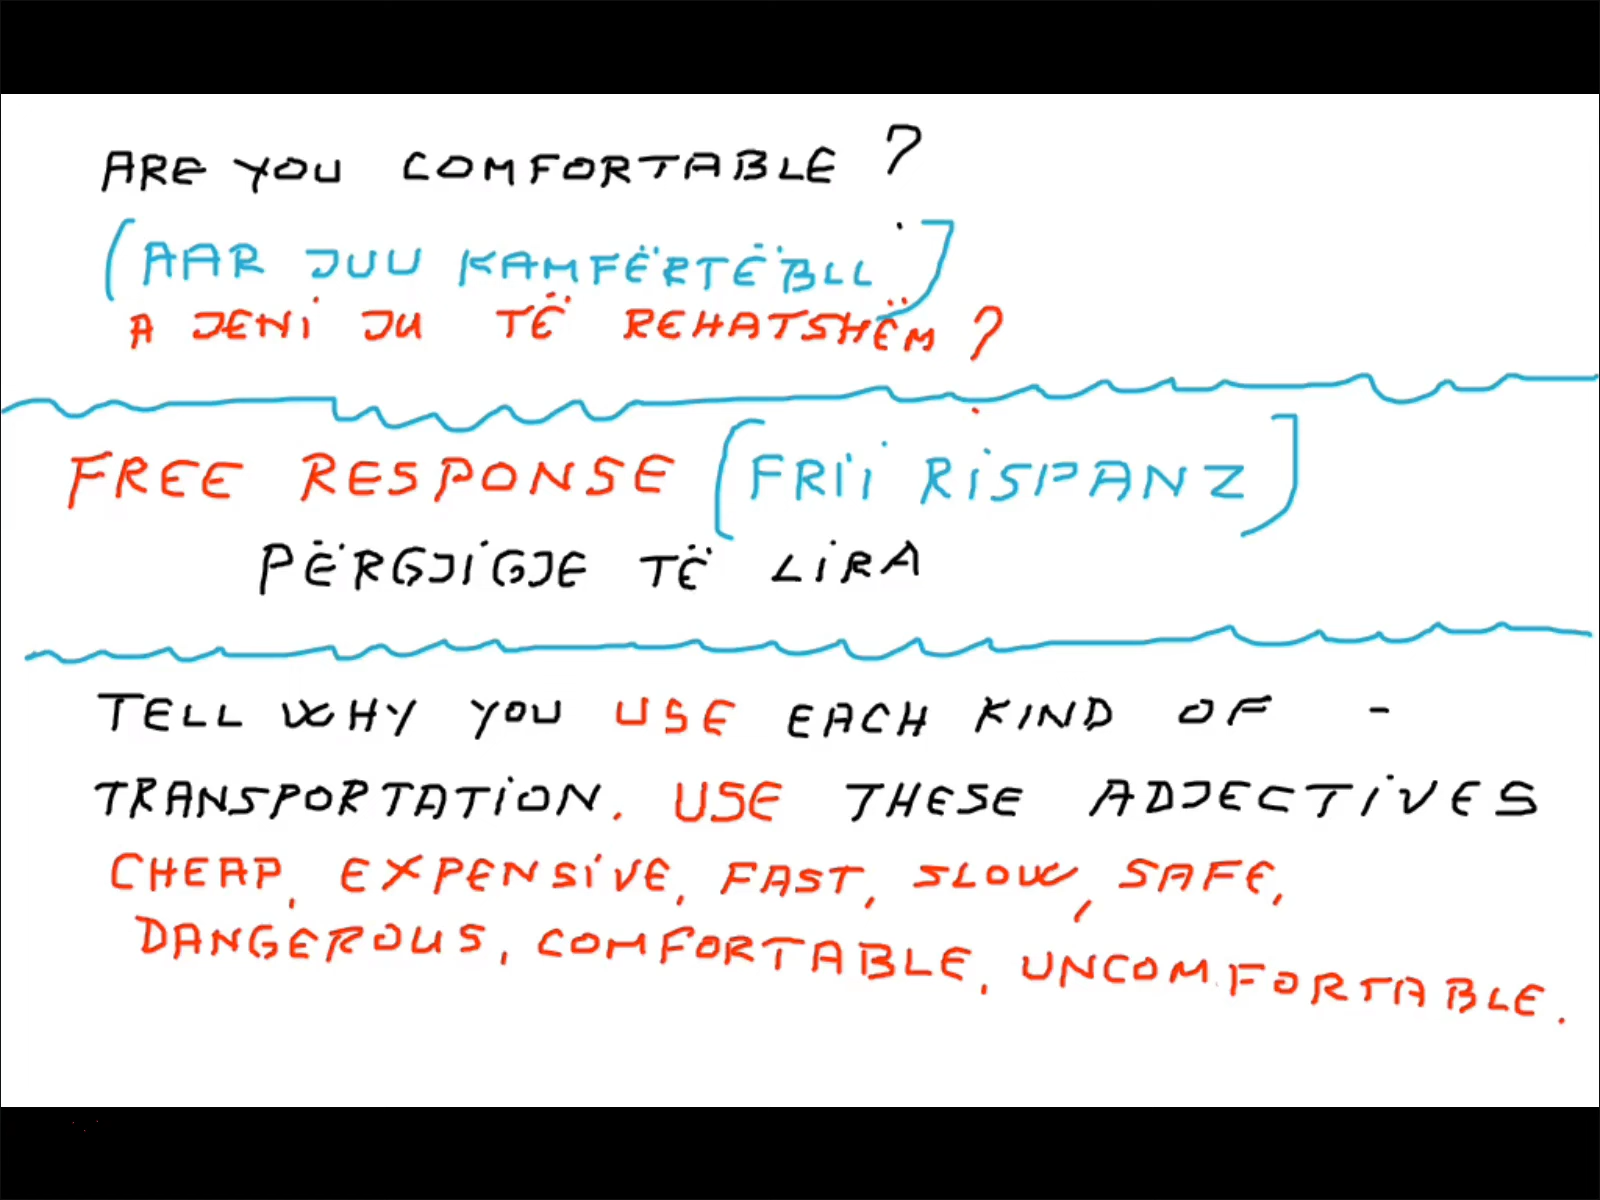 ARE YOU COMFORTABLE ?
(AAR JUU KAMFËRTËBLL]
A JENI JU TË REHATSHËM ?
FREE RESPONSE [FRII RISPANZ]
PËRGJIGJE TË LIRA
TELL WHY YOU USE EACH KIND OF -
TRANSPORTATION. USE THESE ADJECTIVES
CHEAP, EXPENSIVE, FAST, SLOW, SAFE,
DANGEROUS, COMFORTABLE, UNCOMFORTABLE.